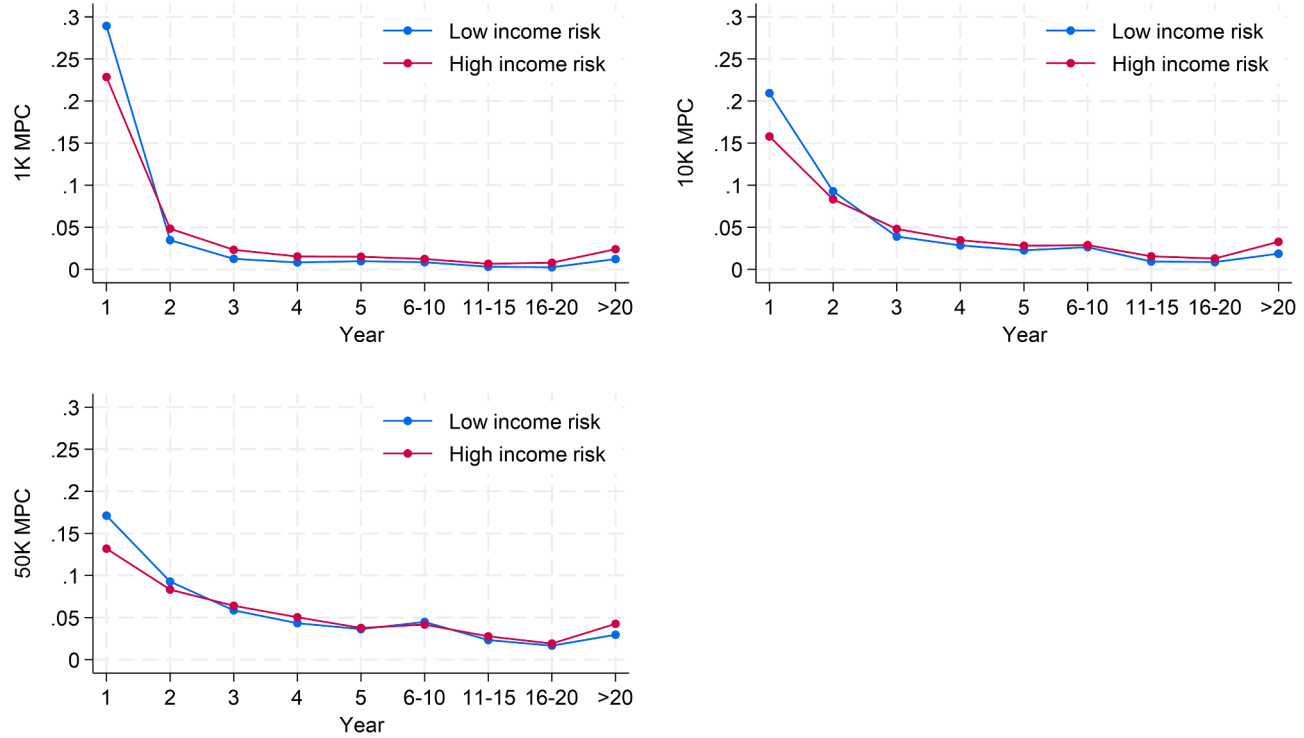 1K MPC
.3
.25
.2
.15
.1
.05
0
1 2 3 4 5 6-10 11-15 16-20 >20
Year
Low income risk
High income risk
10K MPC
.3
.25
.2
.15
.1
.05
0
1 2 3 4 5 6-10 11-15 16-20 >20
Year
Low income risk
High income risk
50K MPC
.3
.25
.2
.15
.1
.05
0
1 2 3 4 5 6-10 11-15 16-20 >20
Year
Low income risk
High income risk